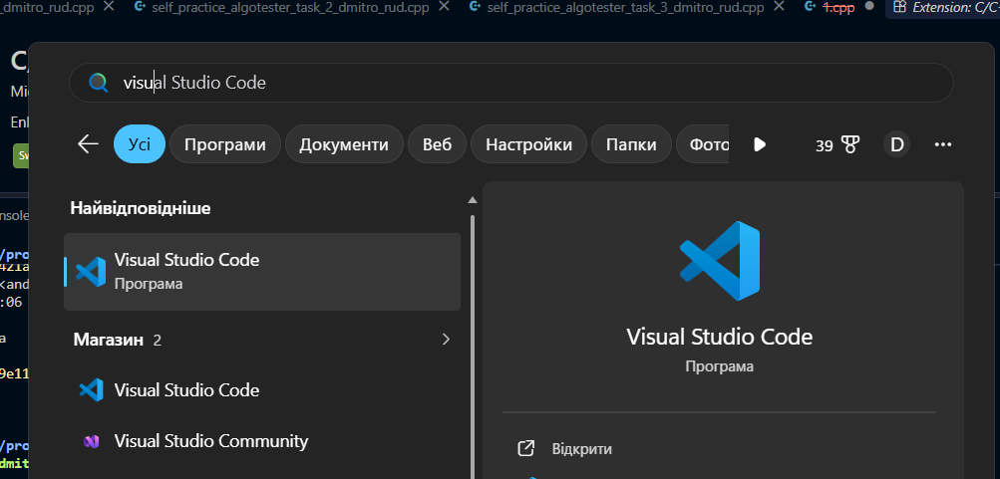 _dmitro_rud.cpp self_practice_algotester_task_2_dmitro_rud.cpp self_practice_algotester_task_3_dmitro_rud.cpp 1.cpp Extension: C/C
visual Studio Code
Усі Програми Документи Веб Настройки Папки Фото
39 D
Найвідповідніше
Visual Studio Code
Програма
Магазин 2
Visual Studio Code
Visual Studio Community
Visual Studio Code
Програма
Відкрити